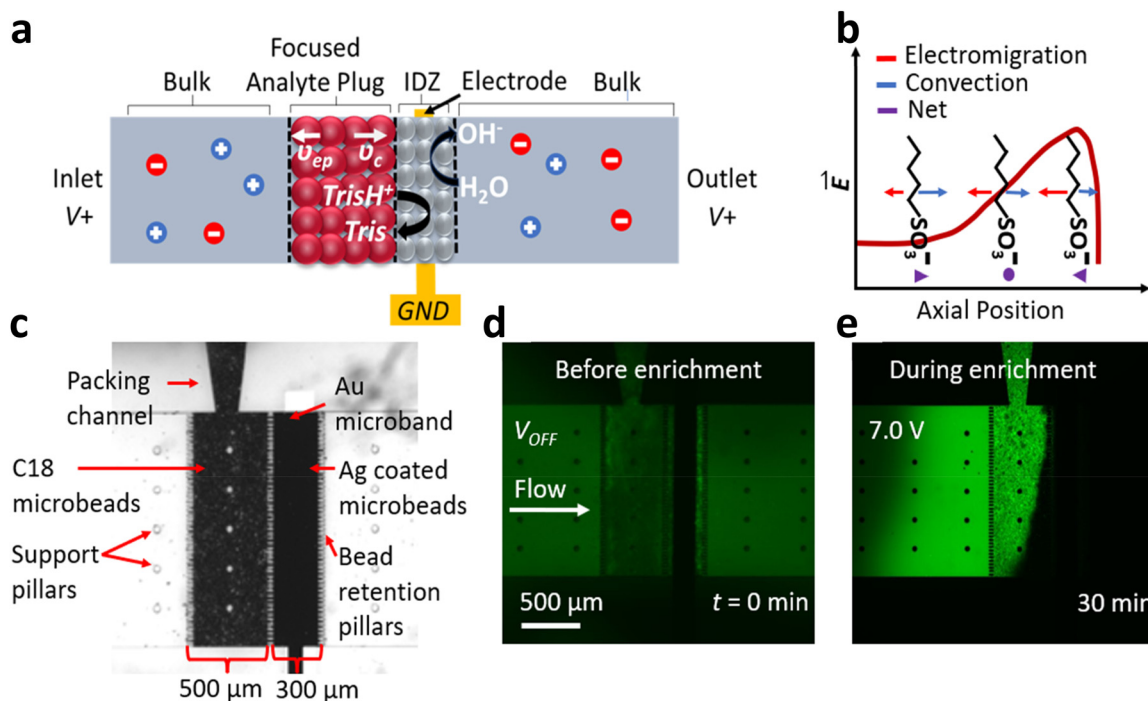 a
Focused
Bulk Analyte Plug IDZ Electrode Bulk
Inlet
V+
υep υc
TrisH+
Tris
OH-
H2O
Outlet
V+
GND
b
Electromigration
Convection
Net
E
SO3- SO3- SO3-
Axial Position
c
Packing
channel
C18
microbeads
Support
pillars
Au
microband
Ag coated
microbeads
Bead
retention
pillars
500 µm 300 µm
d
Before enrichment
VOFF
Flow
500 µm t = 0 min
e
During enrichment
7.0 V
30 min